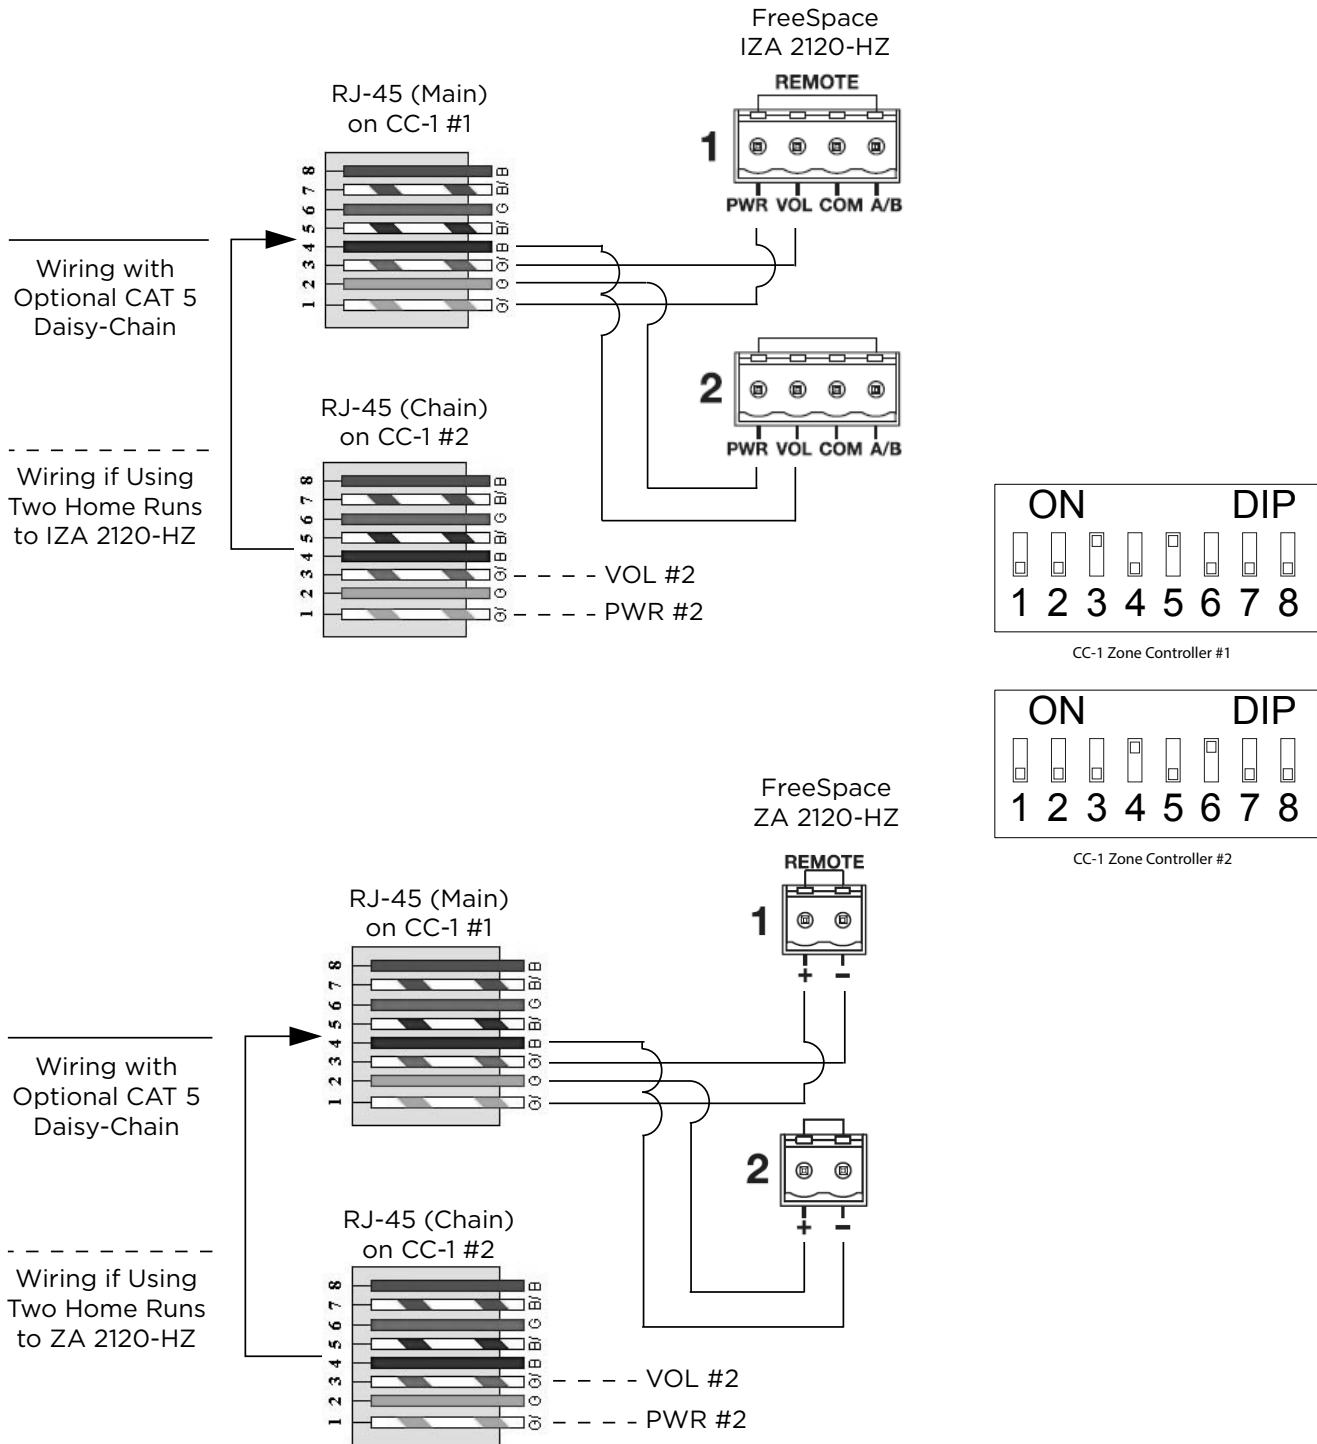 FreeSpace
IZA 2120-HZ
REMOTE
1
PWR VOL COM A/B
RJ-45 (Main)
on CC-1 #1
8
7
6
5
4
3
2
1
Wiring with
Optional CAT 5
Daisy-Chain
2
PWR VOL COM A/B
RJ-45 (Chain)
on CC-1 #2
8
7
6
5
4
3
2
1
Wiring if Using
Two Home Runs
to IZA 2120-HZ
VOL #2
PWR #2
ON DIP
1 2 3 4 5 6 7 8
CC-1 Zone Controller #1
ON DIP
1 2 3 4 5 6 7 8
CC-1 Zone Controller #2
FreeSpace
ZA 2120-HZ
REMOTE
1
+ −
RJ-45 (Main)
on CC-1 #1
8
7
6
5
4
3
2
1
Wiring with
Optional CAT 5
Daisy-Chain
2
+ −
RJ-45 (Chain)
on CC-1 #2
8
7
6
5
4
3
2
1
Wiring if Using
Two Home Runs
to ZA 2120-HZ
VOL #2
PWR #2